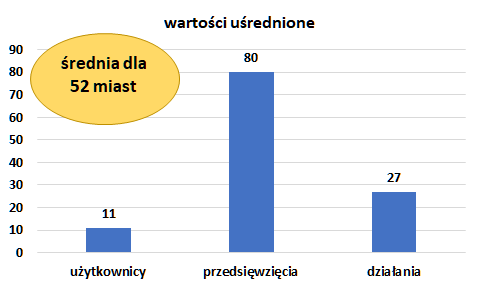 wartości uśrednione
średnia dla
52 miast
90
80
70
60
50
40
30
20
10
0
11
80
27
użytkownicy
przedsięwzięcia
działania